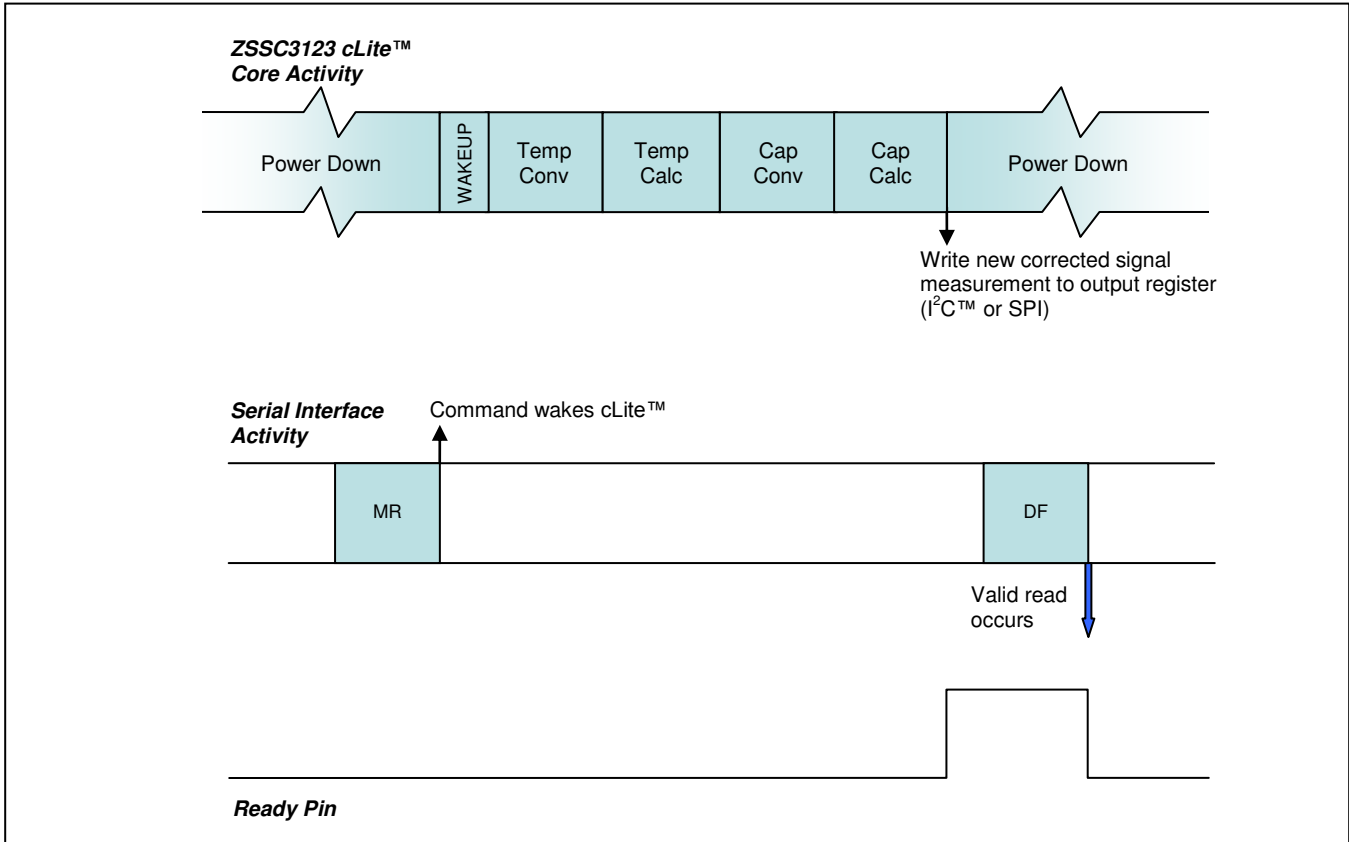 ZSSC3123 cLite™
Core Activity
Power Down
WAKEUP
Temp
Conv
Temp
Calc
Cap
Conv
Cap
Calc
Power Down
Write new corrected signal
measurement to output register
(I²C™ or SPI)
Serial Interface
Activity
Command wakes cLite™
MR
DF
Valid read
occurs
Ready Pin